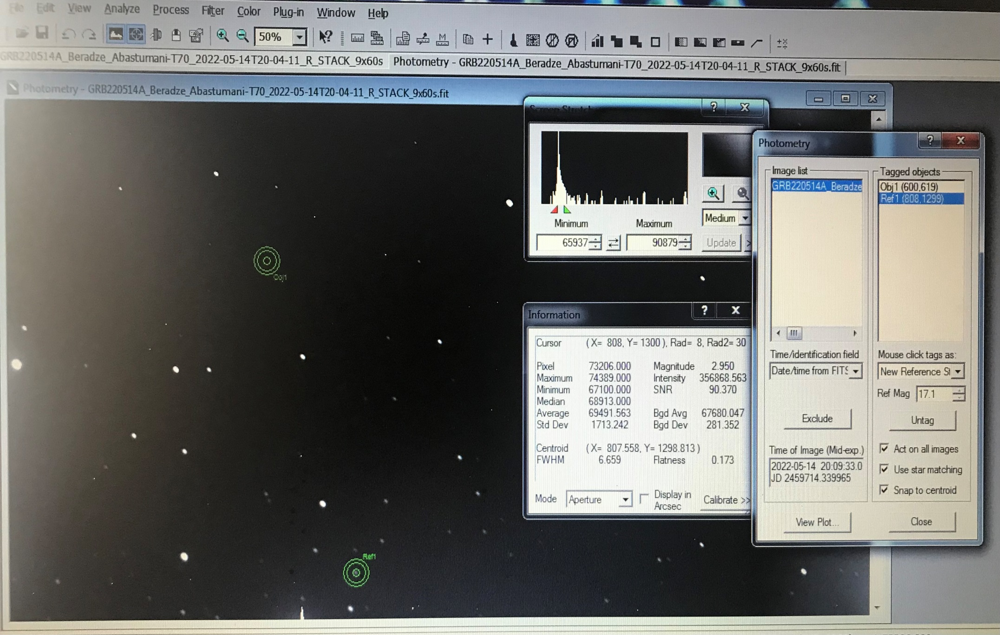 File Edit View Analyze Process Filter Color Plug-in Window Help
50%
GRB220514A_Beradze_Abastumani-T70_2022-05-14T20-04-11_R_STACK_9x60s Photometry - GRB220514A_Beradze_Abastumani-T70_2022-05-14T20-04-11_R_STACK_9x60s.fit
Photometry - GRB220514A_Beradze_Abastumani-T70_2022-05-14T20-04-11_R_STACK_9x60s.fit
Obj1
Ref1
Screen Stretch
Minimum Maximum
Medium
65937 90879 Update
Information
Cursor (X= 808, Y= 1300), Rad= 8, Rad2= 30
Pixel 73206.000 Magnitude 2.950
Maximum 74389.000 Intensity 356868.563
Minimum 67100.000 SNR 90.370
Median 68913.000
Average 69491.563 Bgd Avg 67680.047
Std Dev 1713.242 Bgd Dev 281.352
Centroid (X= 807.558, Y= 1298.813)
FWHM 6.659 Flatness 0.173
Mode Aperture Display in Arcsec Calibrate >>
Photometry
Image list
GRB220514A_Beradze
Time/identification field
Date/time from FITS
Exclude
Time of Image (Mid-exp.)
2022-05-14 20:09:33.0
JD 2459714.339965
View Plot...
Tagged objects
Obj1 (600,619)
Ref1 (808,1299)
Mouse click tags as:
New Reference St
Ref Mag 17.1
Untag
Act on all images
Use star matching
Snap to centroid
Close